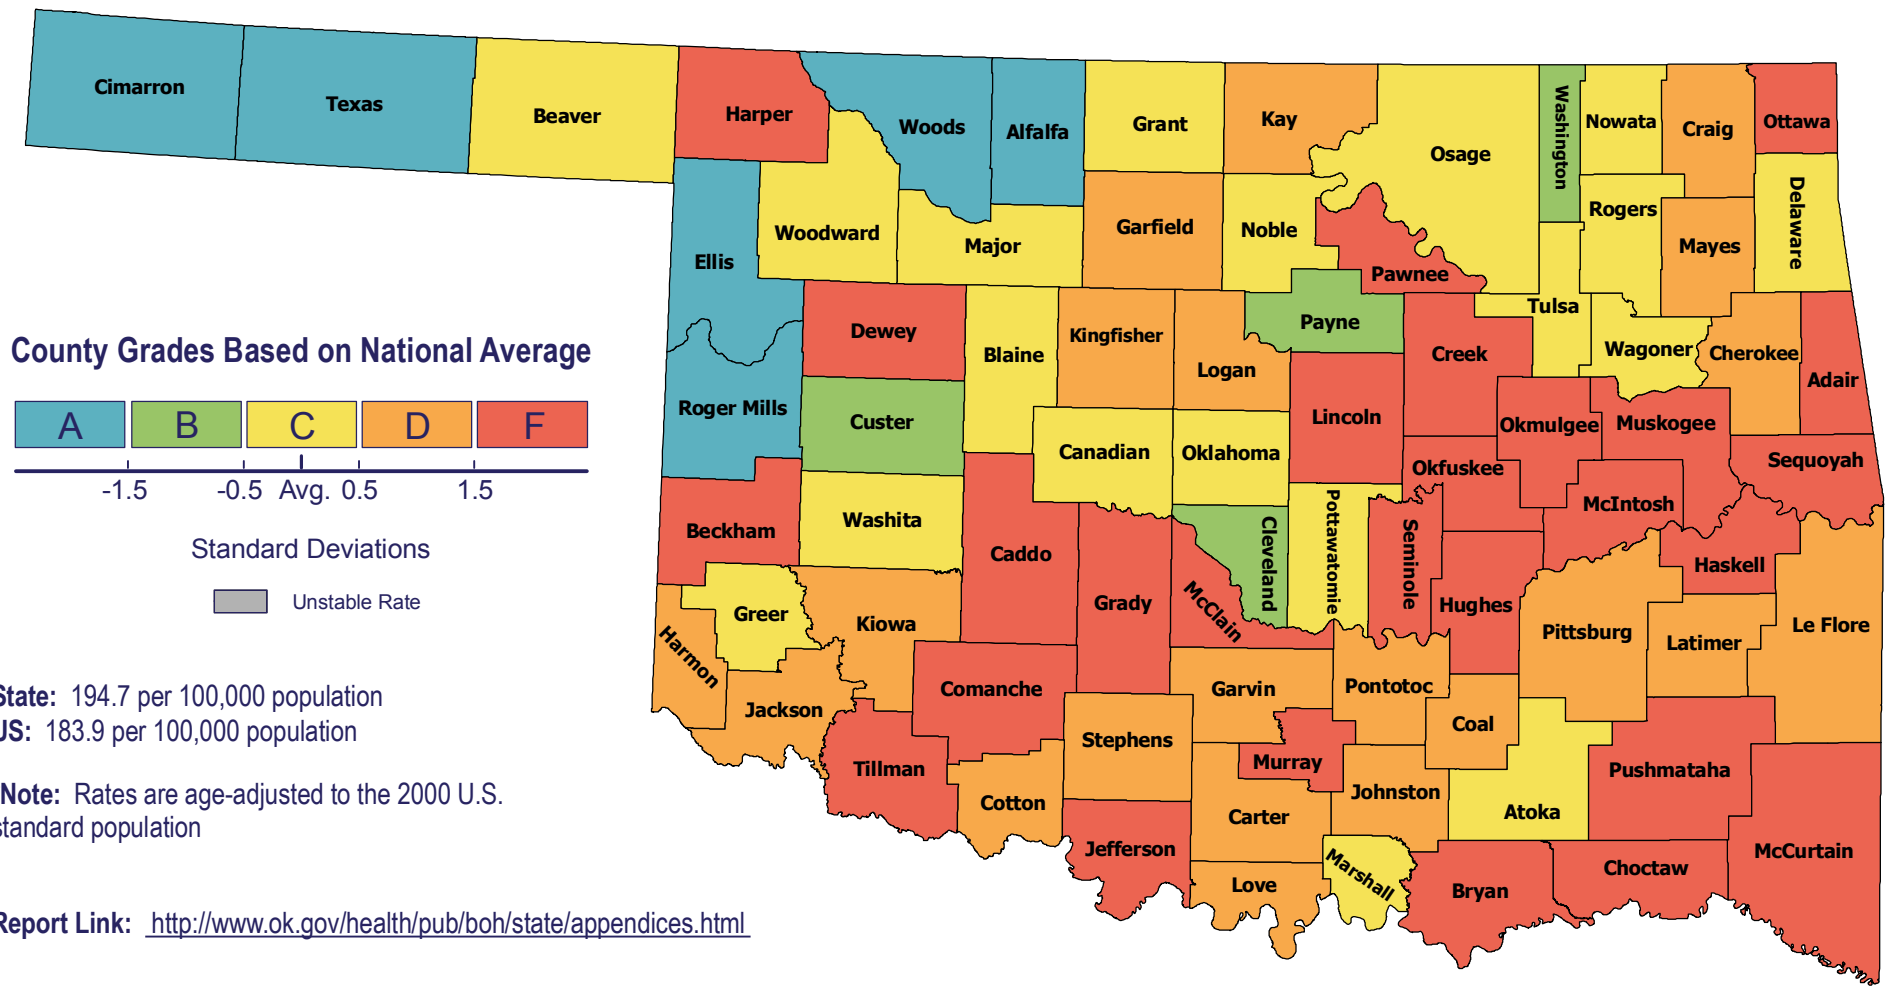 Cimarron
Texas
Beaver
Harper
Woods
Alfalfa
Grant
Kay
Osage
Washington
Nowata
Craig
Ottawa
Ellis
Woodward
Major
Garfield
Noble
Pawnee
Rogers
Mayes
Delaware
Dewey
Blaine
Kingfisher
Logan
Payne
Creek
Tulsa
Wagoner
Cherokee
Adair
Roger Mills
Custer
Canadian
Oklahoma
Lincoln
Okmulgee
Muskogee
Sequoyah
Okfuskee
McIntosh
Beckham
Washita
Caddo
Grady
McClain
Cleveland
Pottawatomie
Seminole
Hughes
Haskell
Pittsburg
Latimer
Le Flore
Harmon
Greer
Kiowa
Jackson
Comanche
Tillman
Cotton
Stephens
Garvin
Pontotoc
Coal
Murray
Johnston
Carter
Atoka
Pushmataha
Jefferson
Love
Marshall
Bryan
Choctaw
McCurtain
County Grades Based on National Average
A B C D F
-1.5 -0.5 Avg. 0.5 1.5
Standard Deviations
Unstable Rate
State: 194.7 per 100,000 population
US: 183.9 per 100,000 population
Note: Rates are age-adjusted to the 2000 U.S.
standard population
Report Link: http://www.ok.gov/health/pub/boh/state/appendices.html